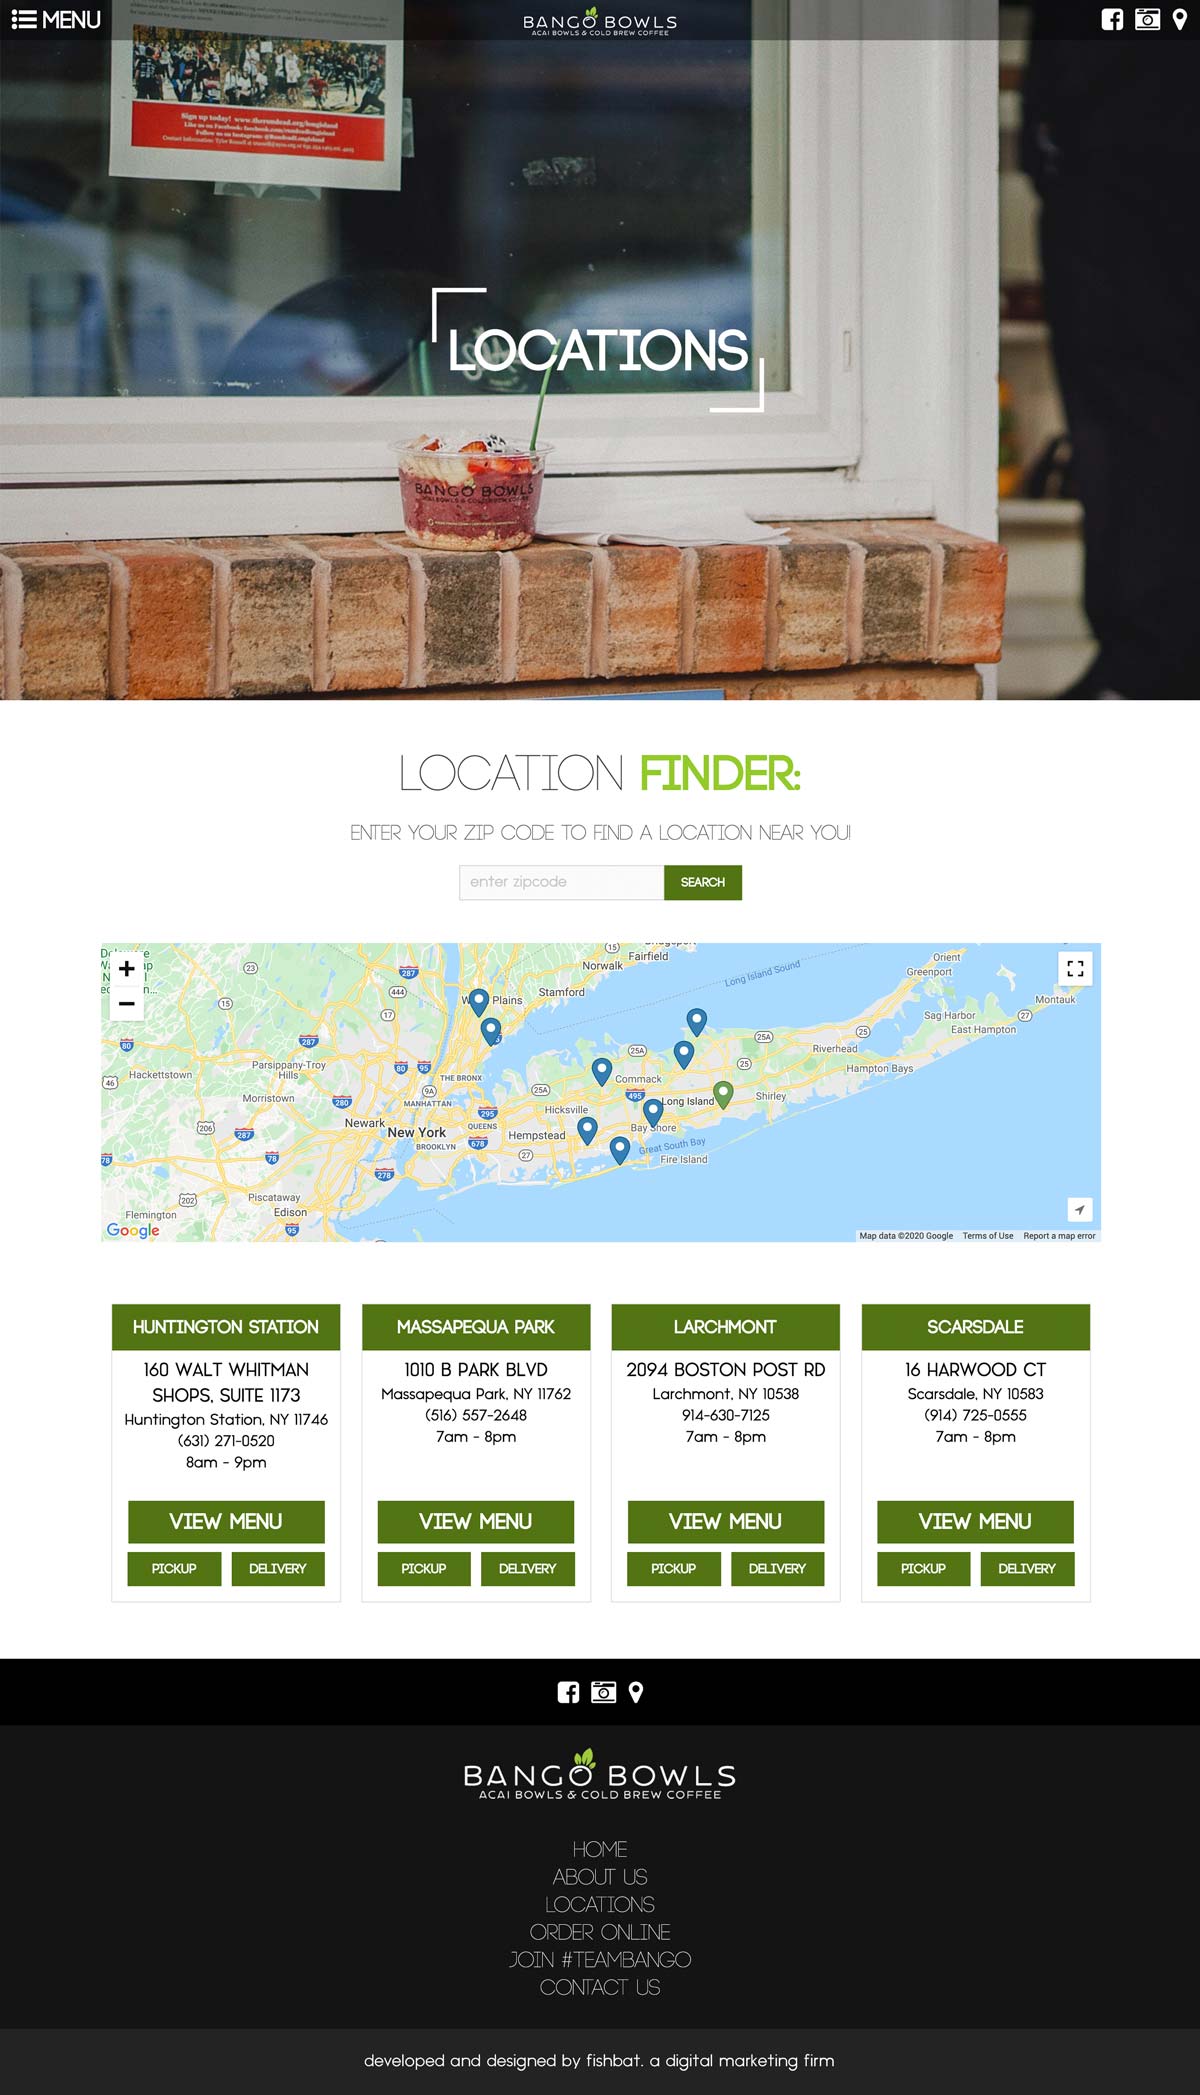 MENU
BANGO BOWLS
ACAI BOWLS & COLD BREW COFFEE
Sign up today! www.therundead.org/longisland
Like us on Facebook: facebook.com/rundeadlongisland
Follow us on Instagram: @RundeadLongIsland
LOCATIONS
BANGO BOWLS
ACAI BOWLS & COLD BREW COFFEE
LOCATION FINDER:
ENTER YOUR ZIP CODE TO FIND A LOCATION NEAR YOU!
enter zipcode
SEARCH
Fairfield
Norwalk
Stamford
Plains
Long Island Sound
Orient
Greenport
Montauk
Sag Harbor
East Hampton
Riverhead
Hampton Bays
Hackettstown
Parsippany-Troy
Hills
Morristown
THE BRONX
MANHATTAN
Commack
Long Island
Shirley
Newark
New York
QUEENS
BROOKLYN
Hicksville
Hempstead
Bay Shore
Great South Bay
Fire Island
Piscataway
Edison
Flemington
Google
Map data ©2020 Google Terms of Use Report a map error
HUNTINGTON STATION
160 WALT WHITMAN
SHOPS, SUITE 1173
Huntington Station, NY 11746
(631) 271-0520
8am - 9pm
VIEW MENU
PICKUP DELIVERY
MASSAPEQUA PARK
1010 B PARK BLVD
Massapequa Park, NY 11762
(516) 557-2648
7am - 8pm
VIEW MENU
PICKUP DELIVERY
LARCHMONT
2094 BOSTON POST RD
Larchmont, NY 10538
914-630-7125
7am - 8pm
VIEW MENU
PICKUP DELIVERY
SCARSDALE
16 HARWOOD CT
Scarsdale, NY 10583
(914) 725-0555
7am - 8pm
VIEW MENU
PICKUP DELIVERY
BANGO BOWLS
ACAI BOWLS & COLD BREW COFFEE
HOME
ABOUT US
LOCATIONS
ORDER ONLINE
JOIN #TEAMBANGO
CONTACT US
developed and designed by fishbat. a digital marketing firm